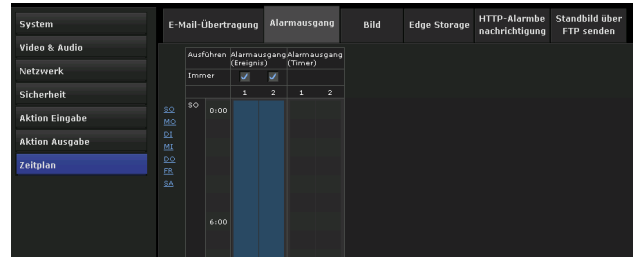 System
Video & Audio
Netzwerk
Sicherheit
Aktion Eingabe
Aktion Ausgabe
Zeitplan
E-Mail-Übertragung
Alarmausgang
Bild
Edge Storage
HTTP-Alarmbe
nachrichtigung
Standbild über
FTP senden
Ausführen Alarmausgang Alarmausgang
(Ereignis) (Timer)
Immer
1 2 1 2
SO
MO
DI
MI
DO
FR
SA
SO
0:00
6:00